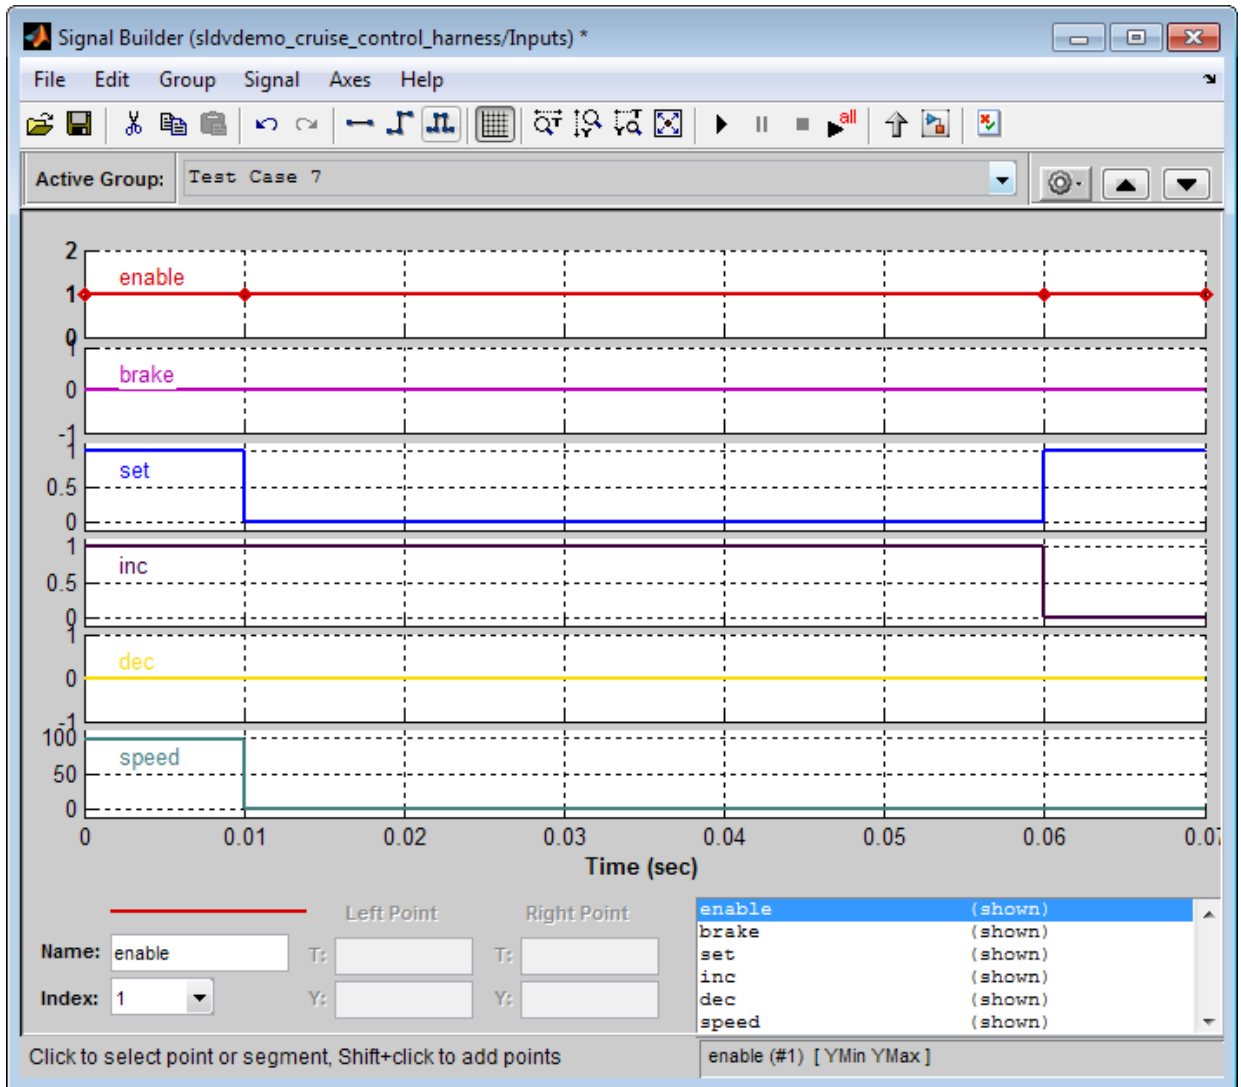 Signal Builder (sldvdemo_cruise_control_harness/Inputs) *
File Edit Group Signal Axes Help
all
Active Group: Test Case 7
2
enable
1
0
1
brake
0
-1
1
set
0.5
0
1
inc
0.5
0
1
dec
0
-1
100
speed
50
0
0 0.01 0.02 0.03 0.04 0.05 0.06 0.07
Time (sec)
Left Point Right Point
Name: enable T: T:
Index: 1 Y: Y:
enable (shown)
brake (shown)
set (shown)
inc (shown)
dec (shown)
speed (shown)
Click to select point or segment, Shift+click to add points
enable (#1) [ YMin YMax ]